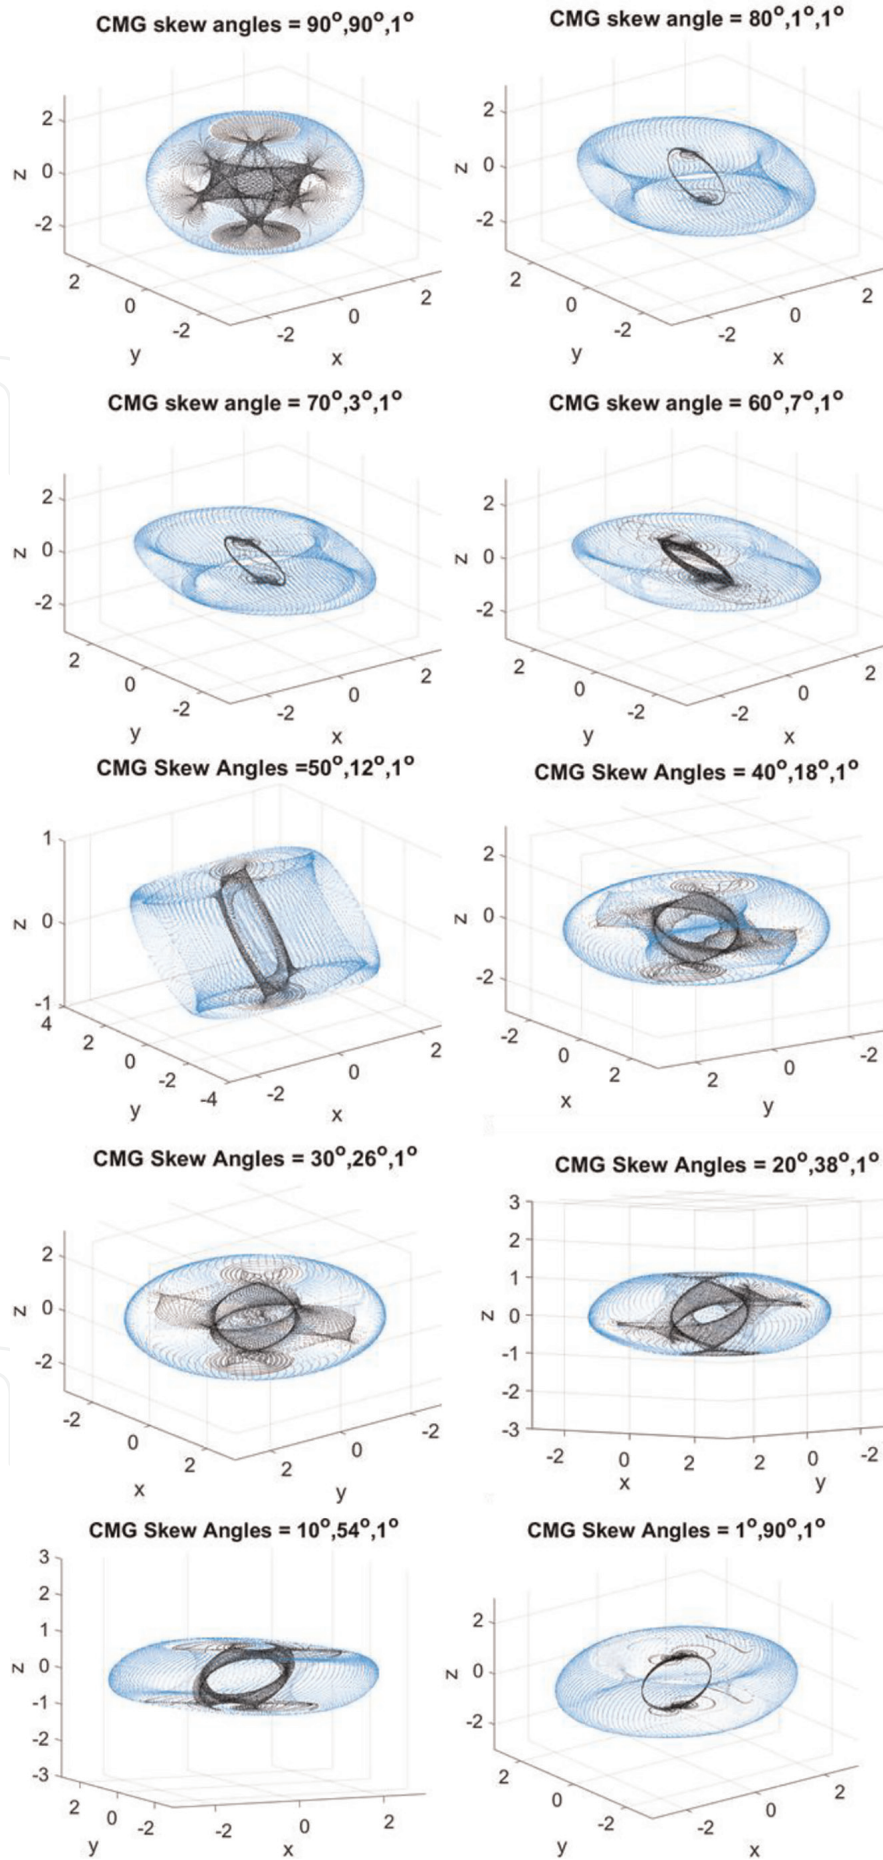 CMG skew angles = 90°,90°,1°
2
0
-2
z
2
0
-2
y
-2
0
2
x
CMG skew angle = 80°,1°,1°
2
0
-2
z
2
0
-2
y
-2
0
2
x
CMG skew angle = 70°,3°,1°
2
0
-2
z
2
0
-2
y
-2
0
2
x
CMG skew angle = 60°,7°,1°
2
0
-2
z
2
0
-2
y
-2
0
2
x
CMG Skew Angles =50°,12°,1°
1
0
-1
z
4
2
0
-2
-4
y
-2
0
2
x
CMG Skew Angles = 40°,18°,1°
2
0
-2
z
-2
0
2
x
2
0
-2
y
CMG Skew Angles = 30°,26°,1°
2
0
-2
z
-2
0
2
x
2
0
-2
y
CMG Skew Angles = 20°,38°,1°
3
2
1
0
-1
-2
-3
z
-2
0
2
x
2
0
-2
y
CMG Skew Angles = 10°,54°,1°
3
2
1
0
-1
-2
-3
z
2
0
-2
y
-2
0
2
x
CMG Skew Angles = 1°,90°,1°
2
0
-2
z
2
0
-2
y
-2
0
2
x